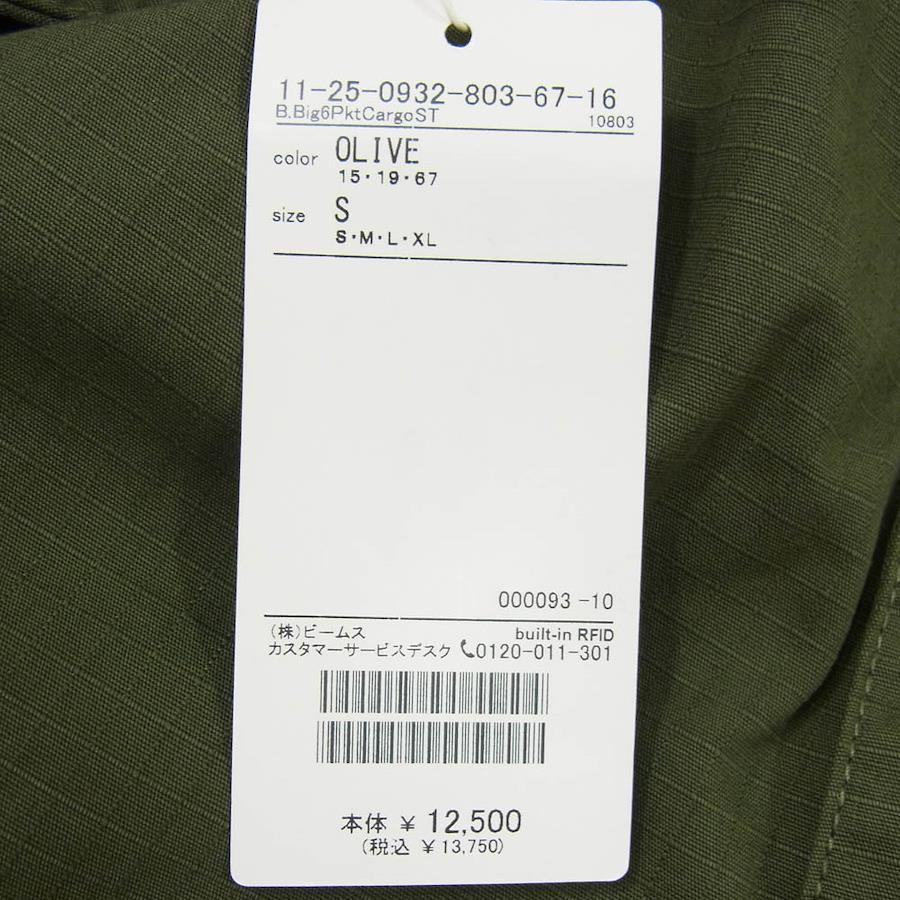 11-25-0932-803-67-16
B.Big6PktCargoST 10803
color OLIVE
15・19・67
size S
S・M・L・XL
000093 -10
(株)ビームス built-in RFID
カスタマーサービスデスク 0120-011-301
本体 ¥ 12,500
(税込 ¥ 13,750)